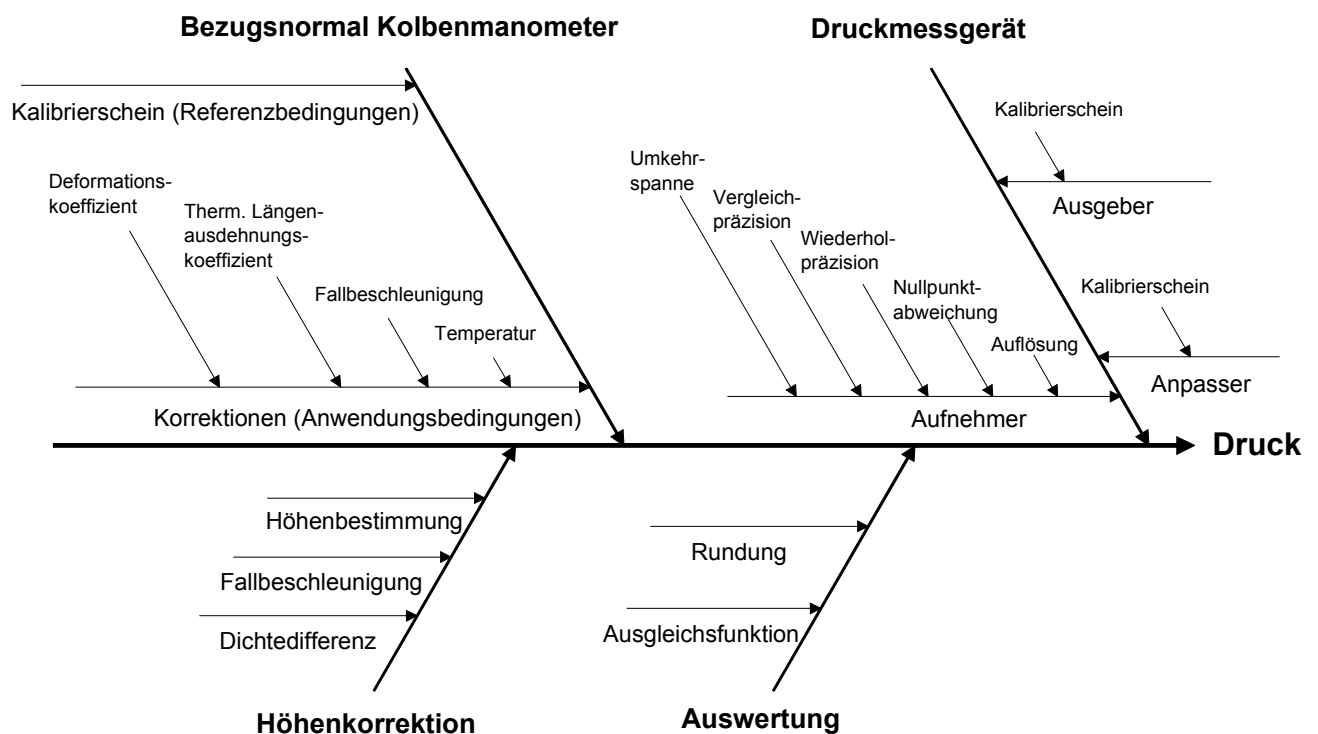 Bezugsnormal Kolbenmanometer
Druckmessgerät
Kalibrierschein (Referenzbedingungen)
Deformations-
koeffizient
Therm. Längen-
ausdehnungs-
koeffizient
Fallbeschleunigung
Temperatur
Korrektionen (Anwendungsbedingungen)
Kalibrierschein
Ausgeber
Umkehr-
spanne
Vergleich-
präzision
Wiederhol-
präzision
Nullpunkt-
abweichung
Auflösung
Aufnehmer
Kalibrierschein
Anpasser
Druck
Höhenbestimmung
Fallbeschleunigung
Dichtedifferenz
Höhenkorrektion
Rundung
Ausgleichsfunktion
Auswertung